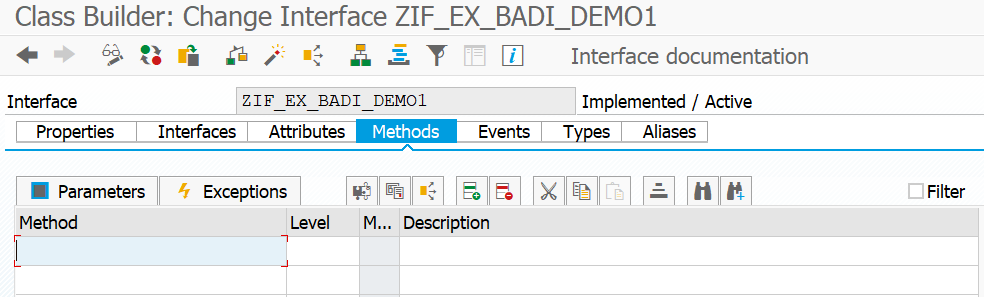 Class Builder: Change Interface ZIF_EX_BADI_DEMO1
Interface documentation
Interface ZIF_EX_BADI_DEMO1 Implemented / Active
Properties Interfaces Attributes Methods Events Types Aliases
Parameters Exceptions Filter
Method Level M... Description